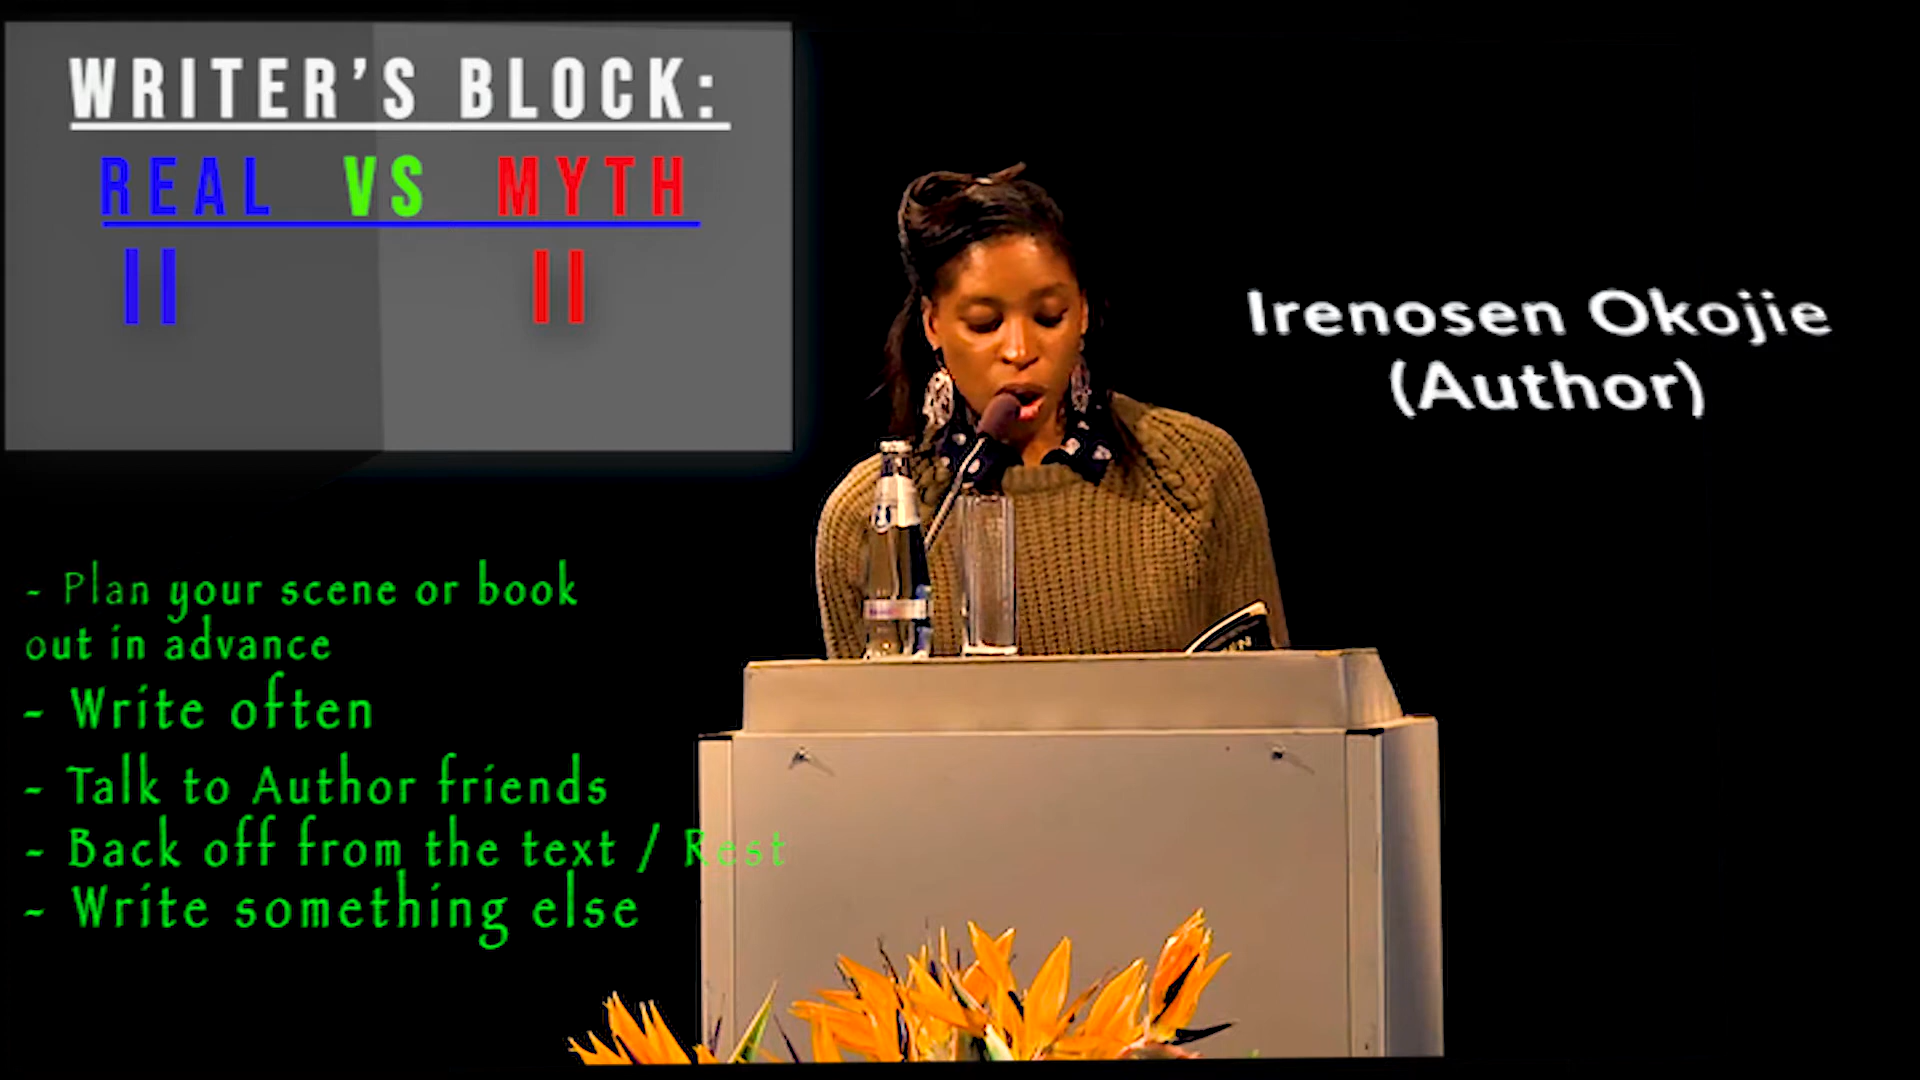 WRITER'S BLOCK:
REAL VS MYTH
II II
Irenosen Okojie
(Author)
- Plan your scene or book
out in advance
- Write often
- Talk to Author friends
- Back off from the text / Rest
- Write something else